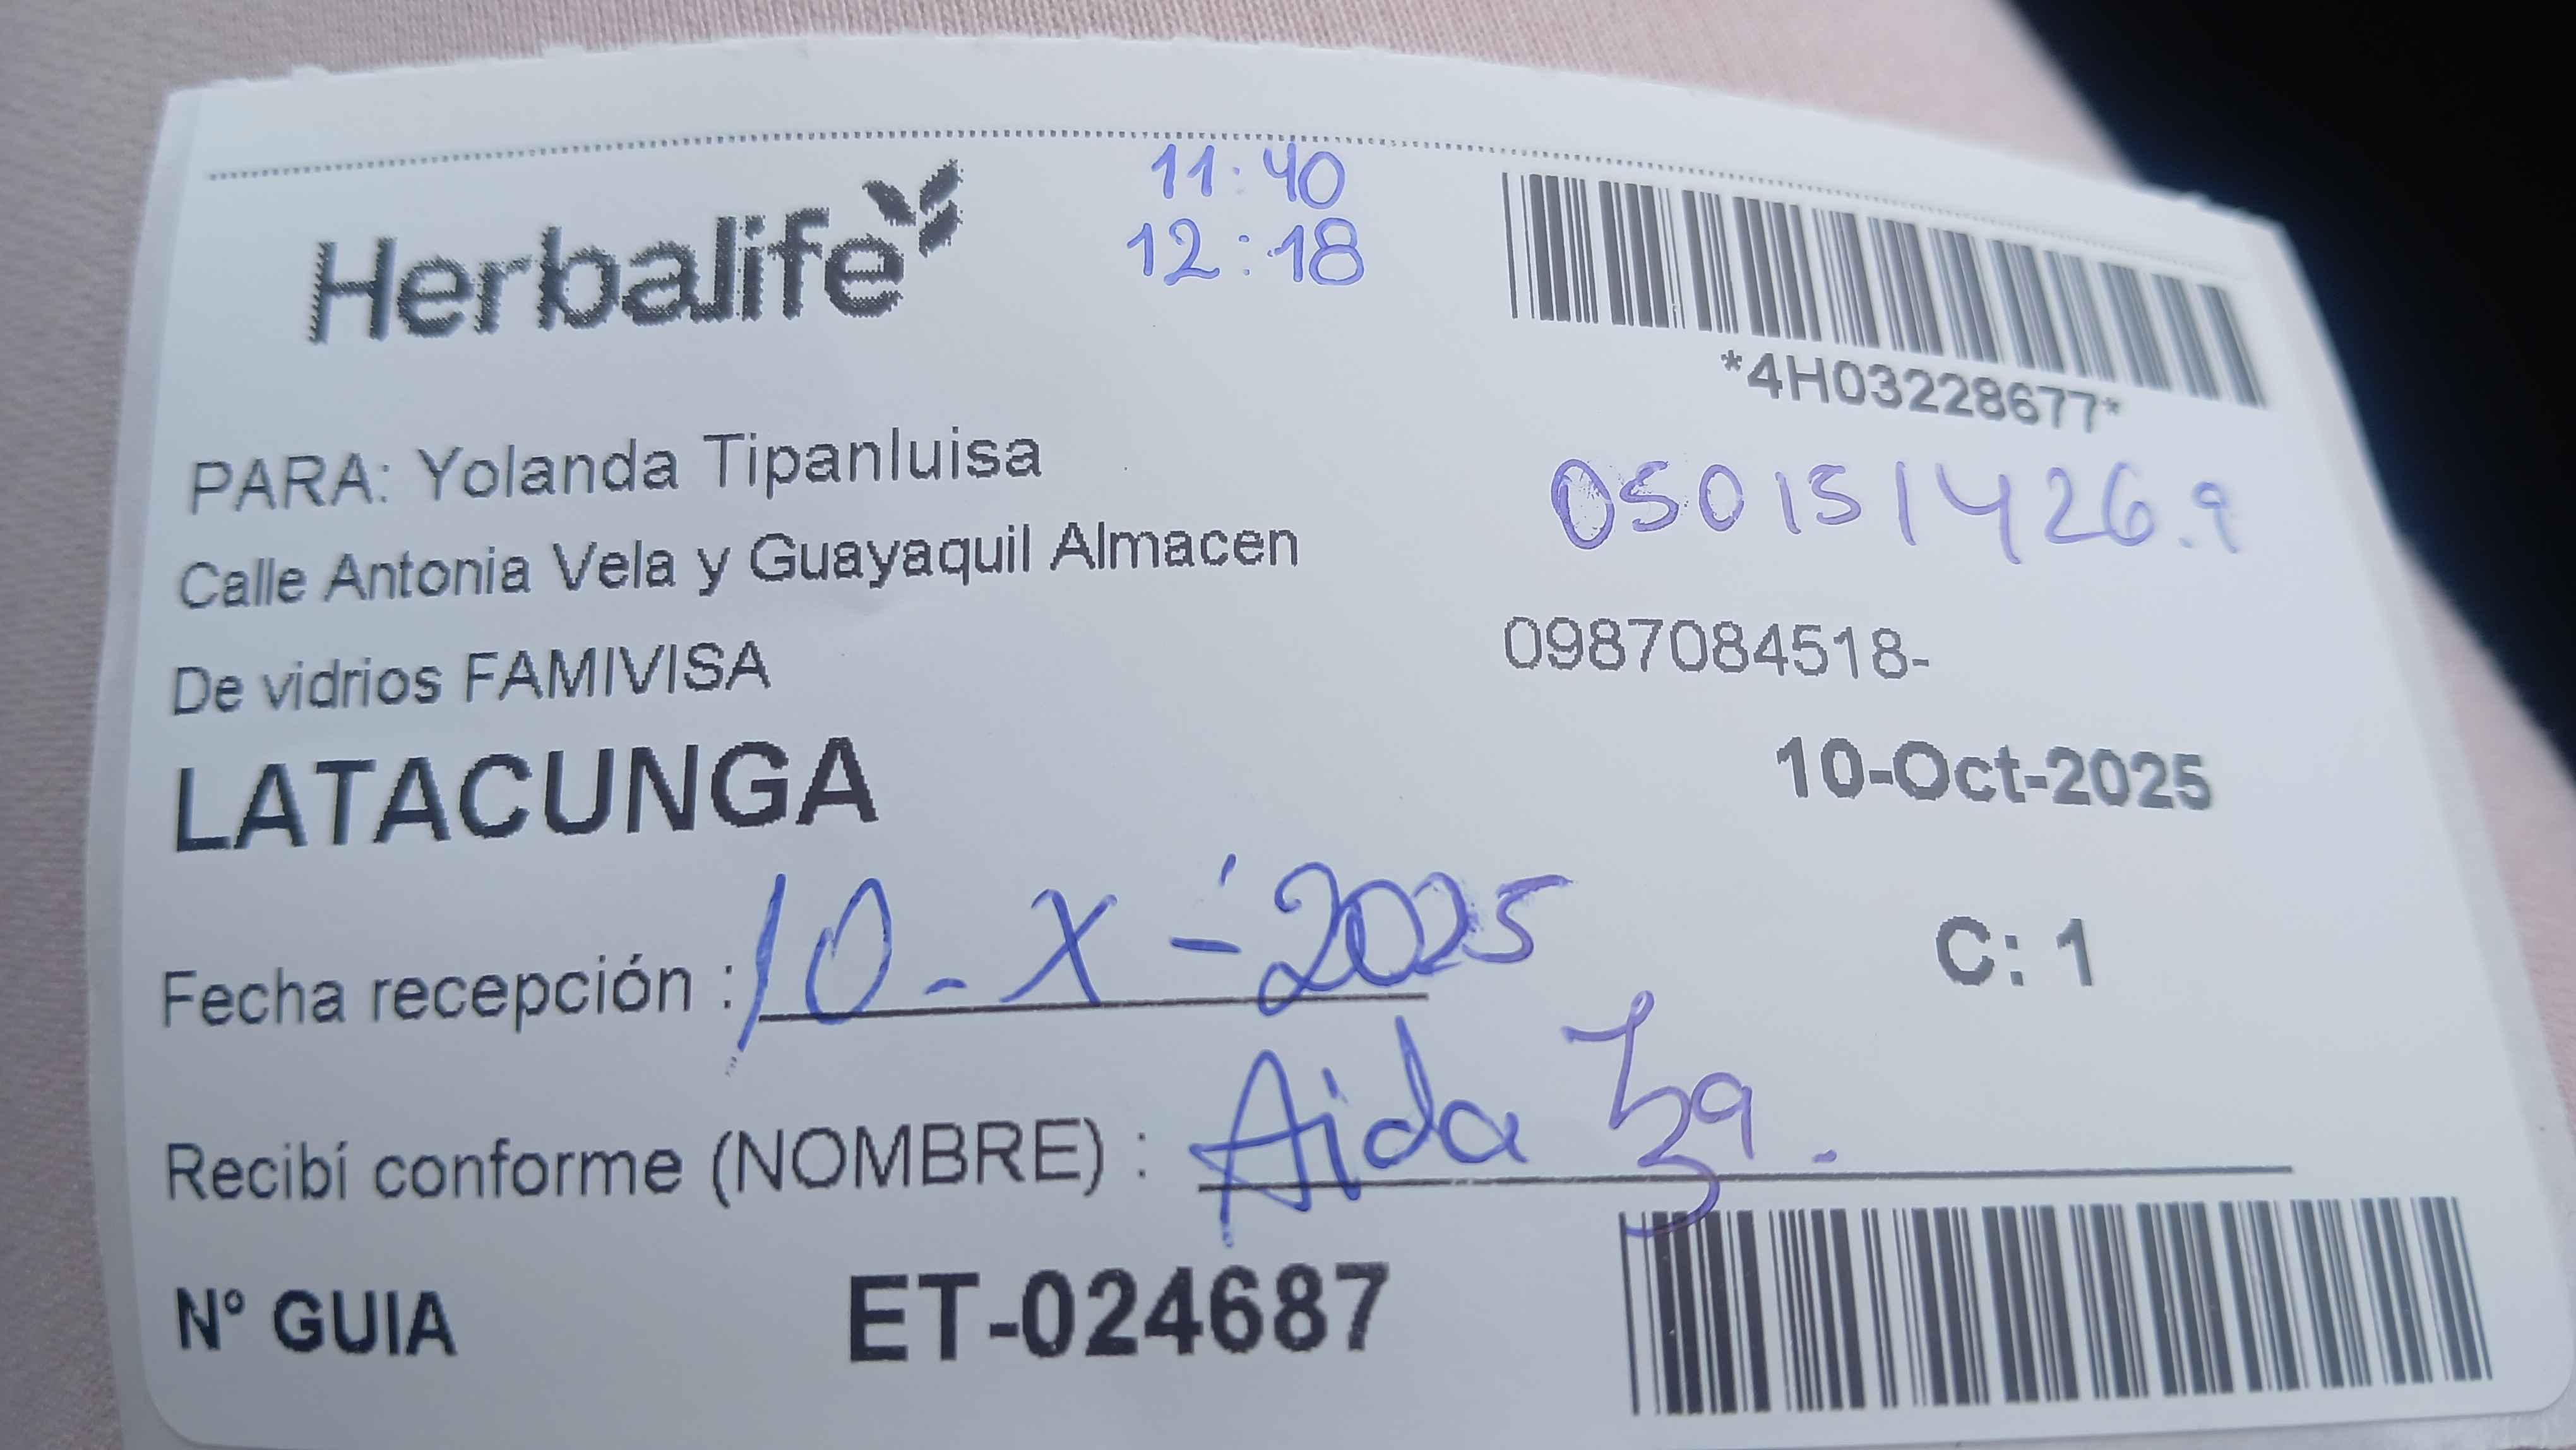 Herbalife
11:40
12:18
*4H03228677*
PARA: Yolanda Tipanluisa
050151426.9
Calle Antonia Vela y Guayaquil Almacen
De vidrios FAMIVISA
0987084518-
LATACUNGA
10-Oct-2025
Fecha recepción : 10-X-2025
C: 1
Recibí conforme (NOMBRE) : Aida
N° GUIA ET-024687